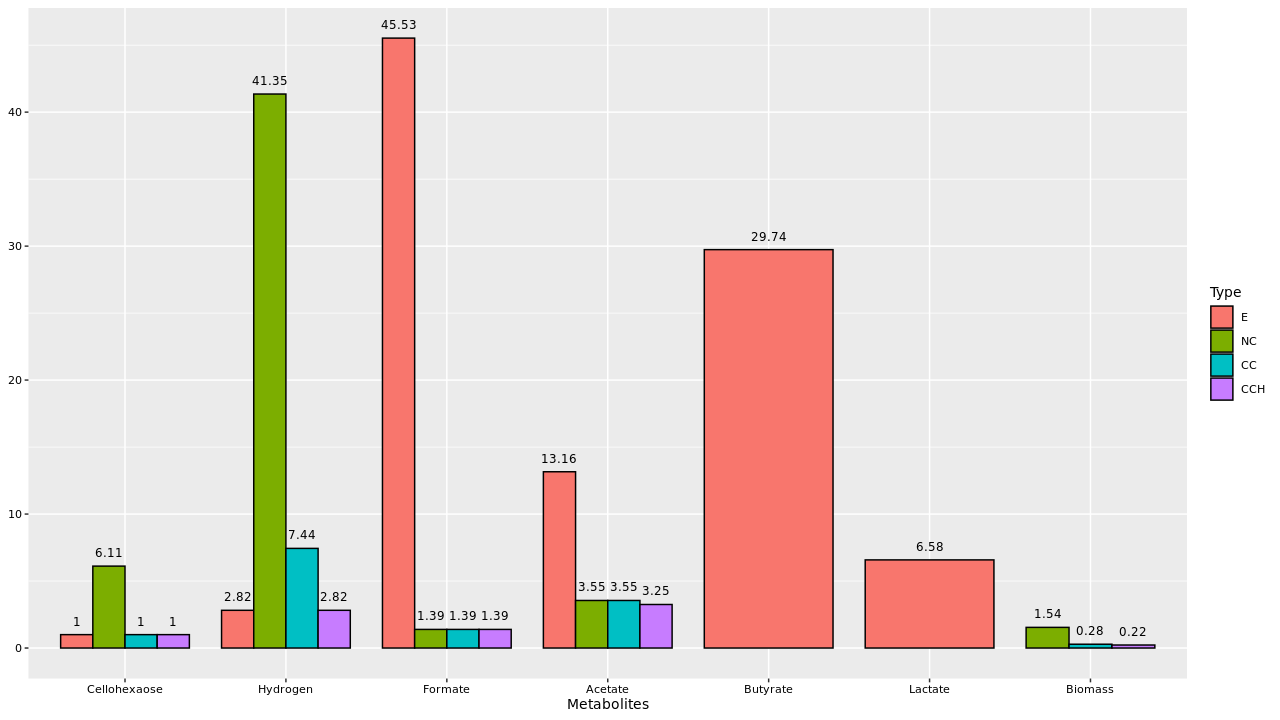 45.53
41.35
40
30
29.74
20
13.16
10
7.44
6.58
6.11
3.55 3.55 3.25
2.82 2.82
1 1 1
1.39 1.39 1.39
1.54
0.28 0.22
0
Cellohexaose Hydrogen Formate Acetate Butyrate Lactate Biomass
Metabolites
Type
E
NC
CC
CCH